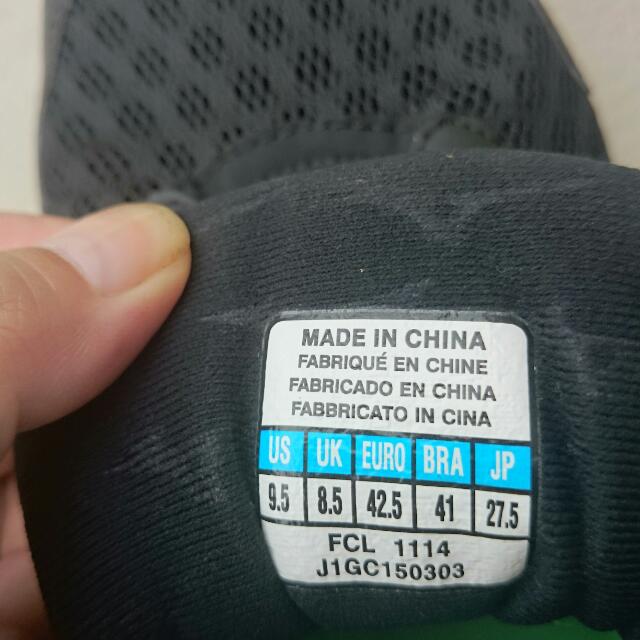 MADE IN CHINA
FABRIQUÉ EN CHINE
FABRICADO EN CHINA
FABBRICATO IN CINA
US UK EURO BRA JP
9.5 8.5 42.5 41 27.5
FCL 1114
J1GC150303